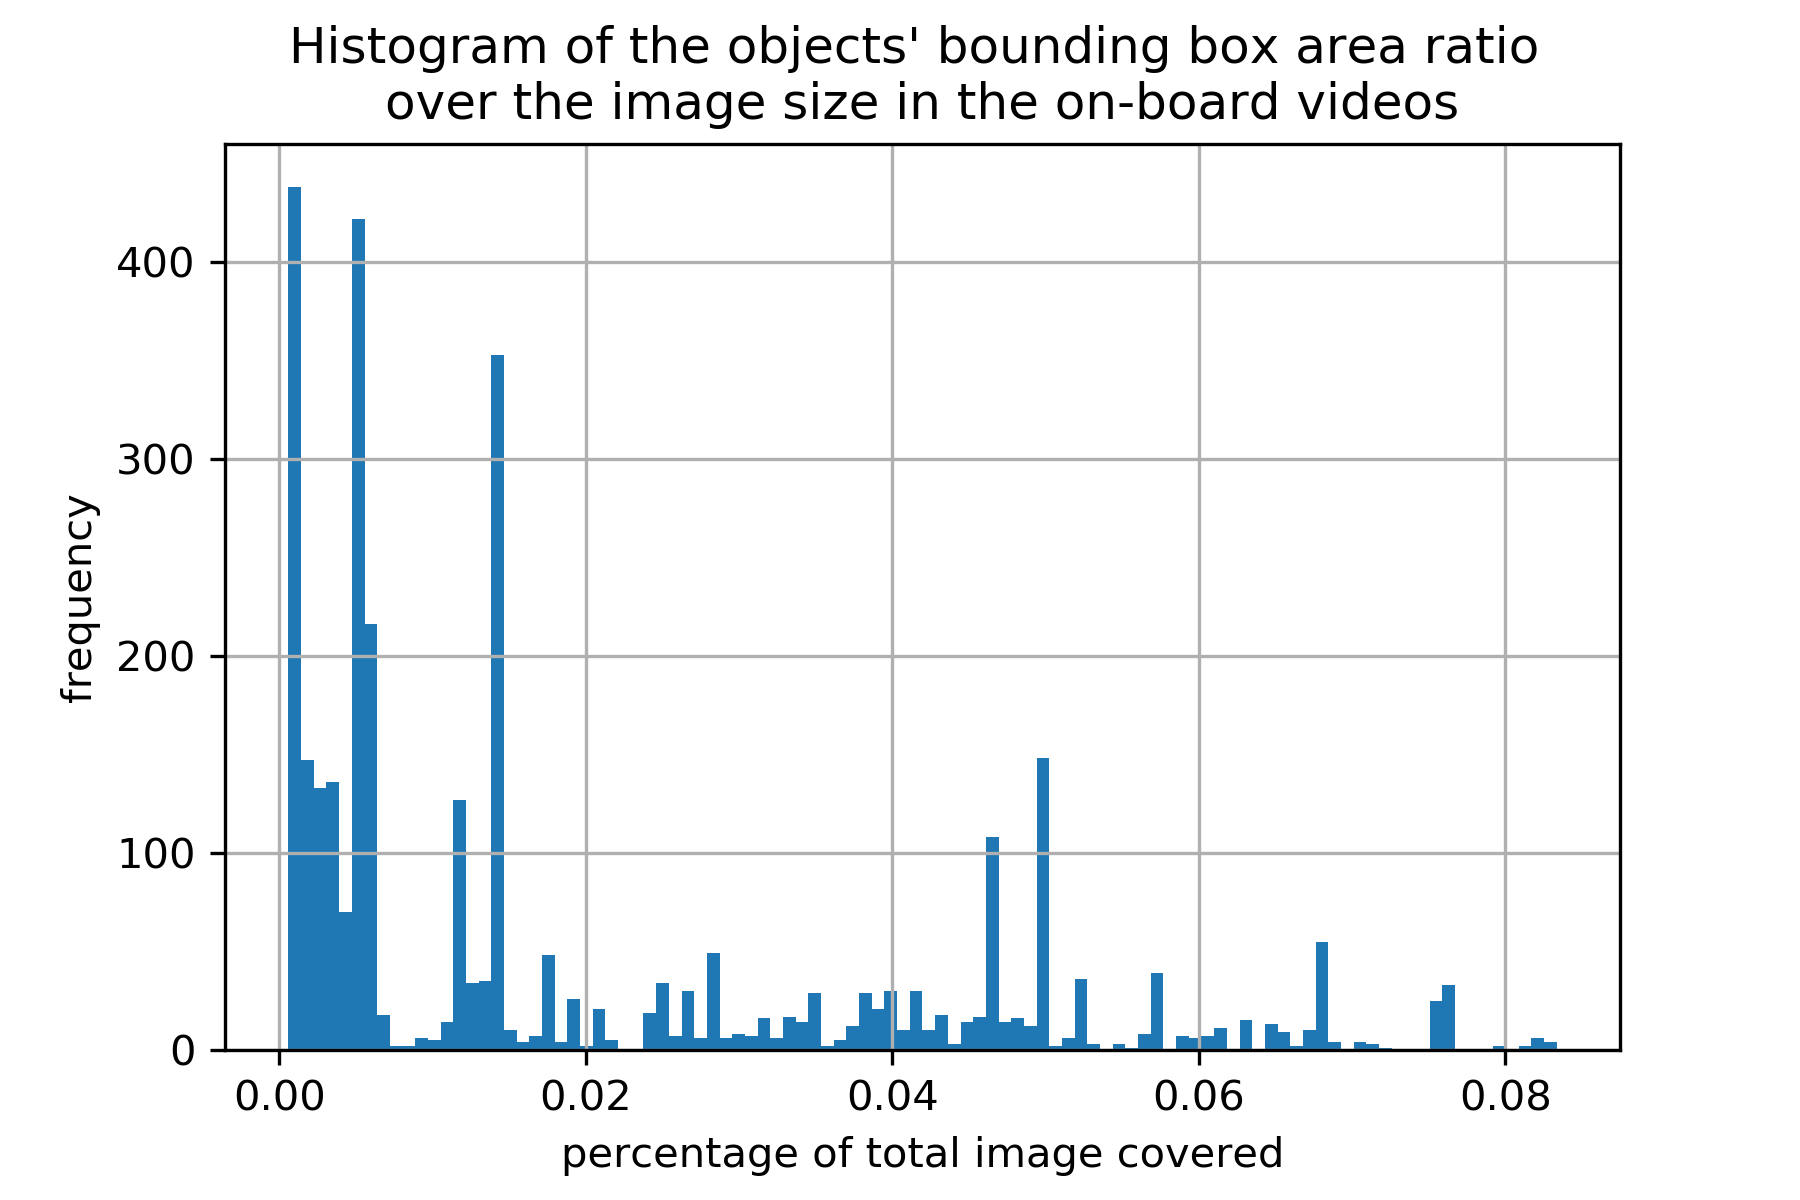 Histogram of the objects' bounding box area ratio
over the image size in the on-board videos
frequency
400
300
200
100
0
0.00 0.02 0.04 0.06 0.08
percentage of total image covered